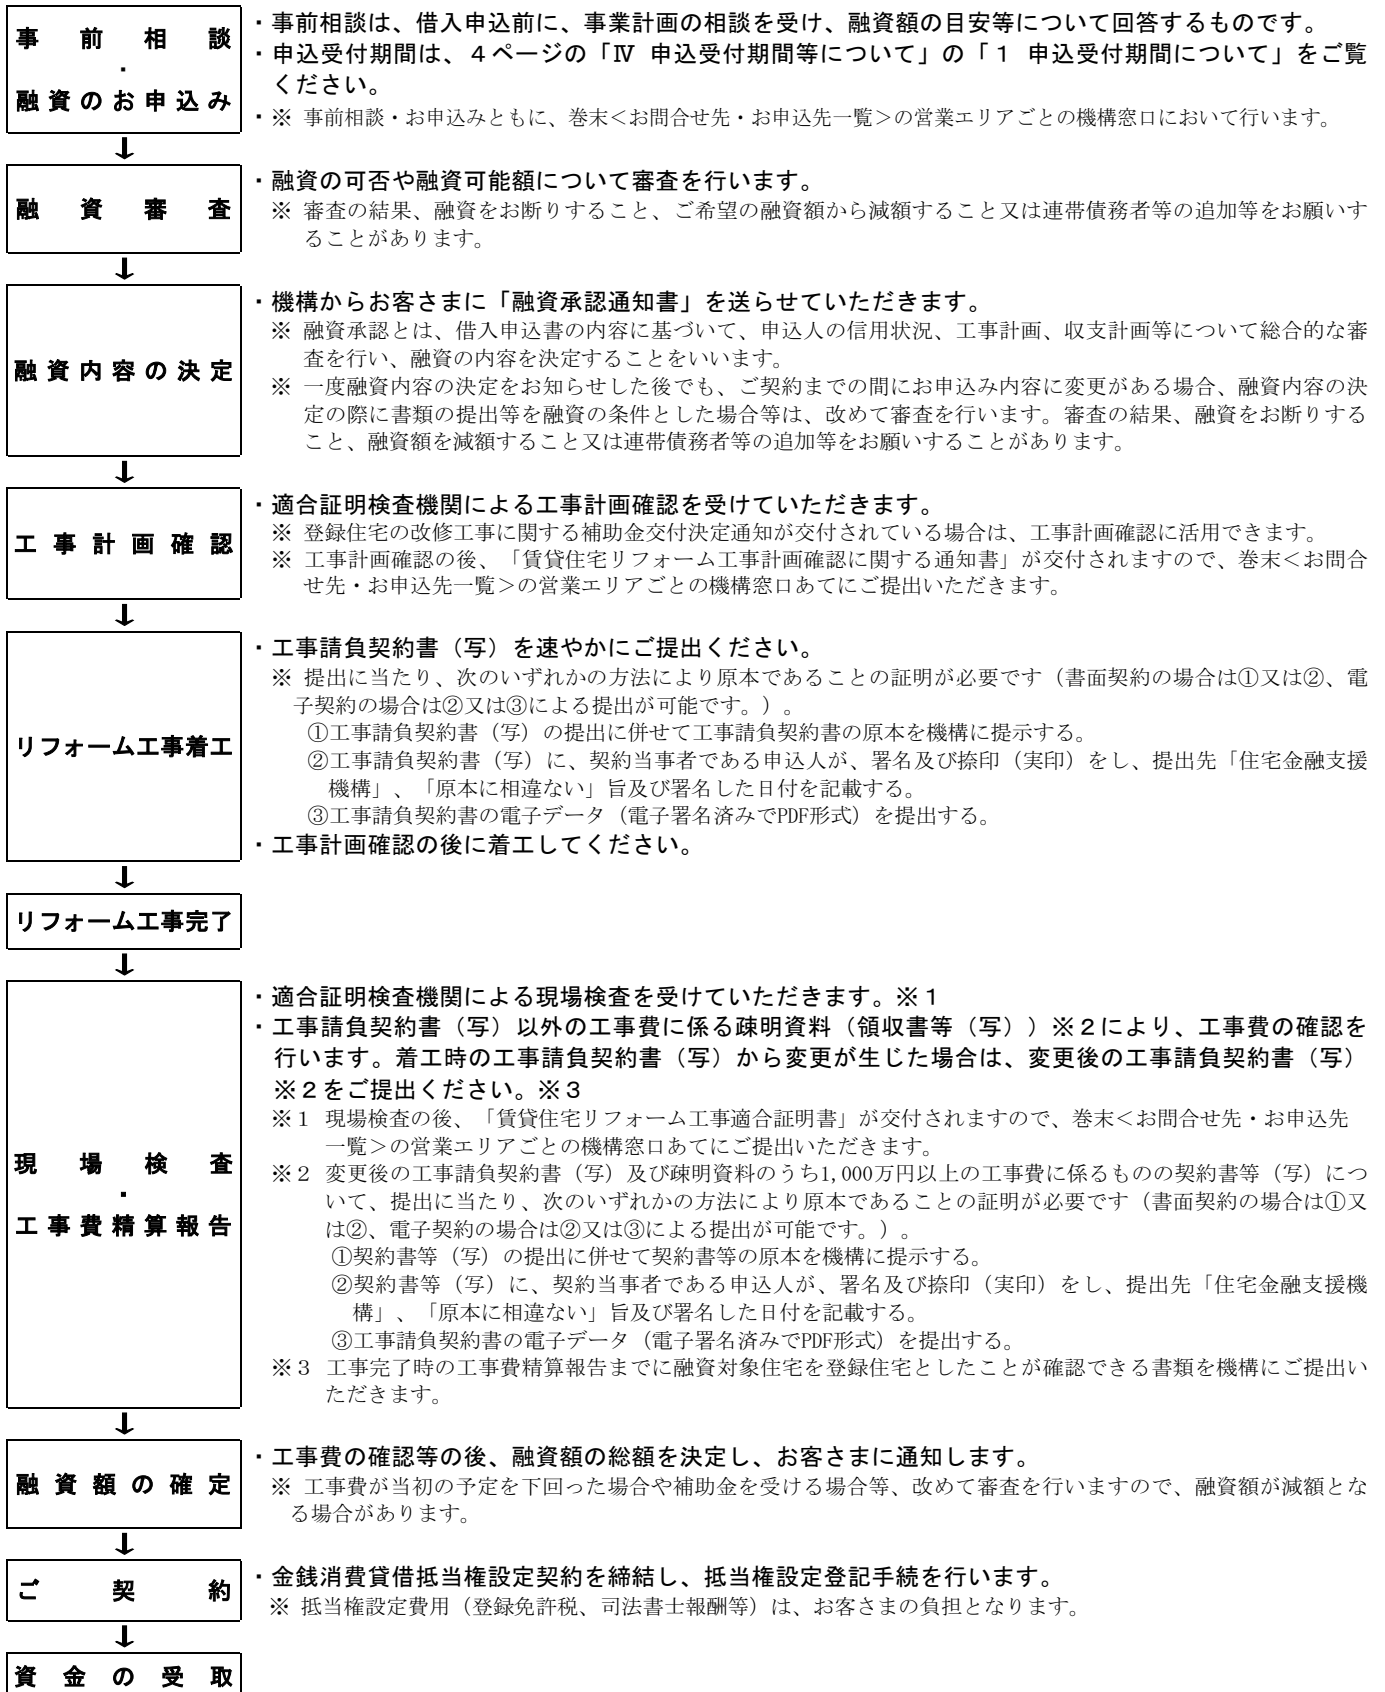 事前相談
・
融資のお申込み
・事前相談は、借入申込前に、事業計画の相談を受け、融資額の目安等について回答するものです。
・申込受付期間は、４ページの「Ⅳ 申込受付期間等について」の「１ 申込受付期間について」をご覧
ください。
・※ 事前相談・お申込みともに、巻末＜お問合せ先・お申込先一覧＞の営業エリアごとの機構窓口において行います。
↓
融資審査
・融資の可否や融資可能額について審査を行います。
※ 審査の結果、融資をお断りすること、ご希望の融資額から減額すること又は連帯債務者等の追加等をお願いす
ることがあります。
↓
融資内容の決定
・機構からお客さまに「融資承認通知書」を送らせていただきます。
※ 融資承認とは、借入申込書の内容に基づいて、申込人の信用状況、工事計画、収支計画等について総合的な審
査を行い、融資の内容を決定することをいいます。
※ 一度融資内容の決定をお知らせした後でも、ご契約までの間にお申込み内容に変更がある場合、融資内容の決
定の際に書類の提出等を融資の条件とした場合等は、改めて審査を行います。審査の結果、融資をお断りする
こと、融資額を減額すること又は連帯債務者等の追加等をお願いすることがあります。
↓
工事計画確認
・適合証明検査機関による工事計画確認を受けていただきます。
※ 登録住宅の改修工事に関する補助金交付決定通知が交付されている場合は、工事計画確認に活用できます。
※ 工事計画確認の後、「賃貸住宅リフォーム工事計画確認に関する通知書」が交付されますので、巻末＜お問合
せ先・お申込先一覧＞の営業エリアごとの機構窓口あてにご提出いただきます。
↓
リフォーム工事着工
・工事請負契約書（写）を速やかにご提出ください。
※ 提出に当たり、次のいずれかの方法により原本であることの証明が必要です（書面契約の場合は①又は②、電
子契約の場合は②又は③による提出が可能です。）。
①工事請負契約書（写）の提出に併せて工事請負契約書の原本を機構に提示する。
②工事請負契約書（写）に、契約当事者である申込人が、署名及び捺印（実印）をし、提出先「住宅金融支援
機構」、「原本に相違ない」旨及び署名した日付を記載する。
③工事請負契約書の電子データ（電子署名済みでPDF形式）を提出する。
・工事計画確認の後に着工してください。
↓
リフォーム工事完了
↓
現場検査
・
工事費精算報告
・適合証明検査機関による現場検査を受けていただきます。※１
・工事請負契約書（写）以外の工事費に係る疎明資料（領収書等（写））※２により、工事費の確認を
行います。着工時の工事請負契約書（写）から変更が生じた場合は、変更後の工事請負契約書（写）
※２をご提出ください。※３
※１ 現場検査の後、「賃貸住宅リフォーム工事適合証明書」が交付されますので、巻末＜お問合せ先・お申込先
一覧＞の営業エリアごとの機構窓口あてにご提出いただきます。
※２ 変更後の工事請負契約書（写）及び疎明資料のうち1,000万円以上の工事費に係るものの契約書等（写）につ
いて、提出に当たり、次のいずれかの方法により原本であることの証明が必要です（書面契約の場合は①又
は②、電子契約の場合は②又は③による提出が可能です。）。
①契約書等（写）の提出に併せて契約書等の原本を機構に提示する。
②契約書等（写）に、契約当事者である申込人が、署名及び捺印（実印）をし、提出先「住宅金融支援機
構」、「原本に相違ない」旨及び署名した日付を記載する。
③工事請負契約書の電子データ（電子署名済みでPDF形式）を提出する。
※３ 工事完了時の工事費精算報告までに融資対象住宅を登録住宅としたことが確認できる書類を機構にご提出い
ただきます。
↓
融資額の確定
・工事費の確認等の後、融資額の総額を決定し、お客さまに通知します。
※ 工事費が当初の予定を下回った場合や補助金を受ける場合等、改めて審査を行いますので、融資額が減額とな
る場合があります。
↓
ご契約
・金銭消費貸借抵当権設定契約を締結し、抵当権設定登記手続を行います。
※ 抵当権設定費用（登録免許税、司法書士報酬等）は、お客さまの負担となります。
↓
資金の受取